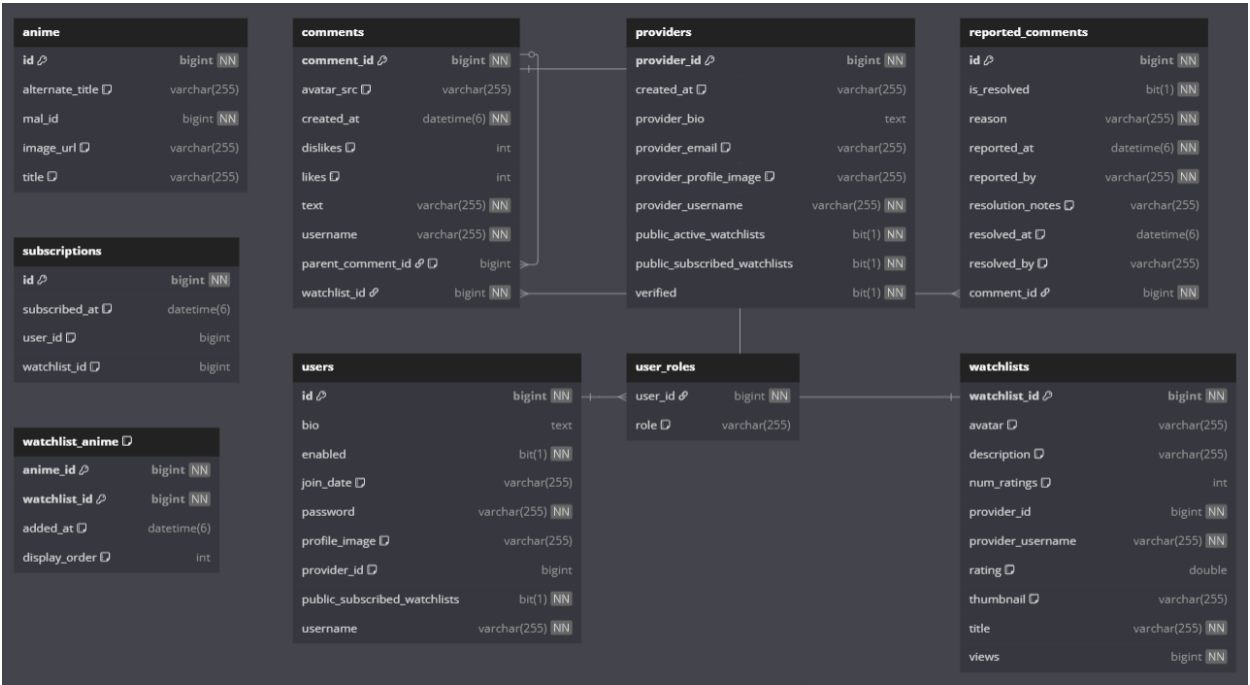 anime
id bigint NN
alternate_title varchar(255)
mal_id bigint NN
image_url varchar(255)
title varchar(255)
subscriptions
id bigint NN
subscribed_at datetime(6)
user_id bigint
watchlist_id bigint
watchlist_anime
anime_id bigint NN
watchlist_id bigint NN
added_at datetime(6)
display_order int
comments
comment_id bigint NN
avatar_src varchar(255)
created_at datetime(6) NN
dislikes int
likes int
text varchar(255) NN
username varchar(255) NN
parent_comment_id bigint
watchlist_id bigint NN
users
id bigint NN
bio text
enabled bit(1) NN
join_date varchar(255)
password varchar(255) NN
profile_image varchar(255)
provider_id bigint
public_subscribed_watchlists bit(1) NN
username varchar(255) NN
providers
provider_id bigint NN
created_at varchar(255)
provider_bio text
provider_email varchar(255)
provider_profile_image varchar(255)
provider_username varchar(255) NN
public_active_watchlists bit(1) NN
public_subscribed_watchlists bit(1) NN
verified bit(1) NN
user_roles
user_id bigint NN
role varchar(255)
reported_comments
id bigint NN
is_resolved bit(1) NN
reason varchar(255) NN
reported_at datetime(6) NN
reported_by varchar(255) NN
resolution_notes varchar(255)
resolved_at datetime(6)
resolved_by varchar(255)
comment_id bigint NN
watchlists
watchlist_id bigint NN
avatar varchar(255)
description varchar(255)
num_ratings int
provider_id bigint NN
provider_username varchar(255) NN
rating double
thumbnail varchar(255)
title varchar(255) NN
views bigint NN